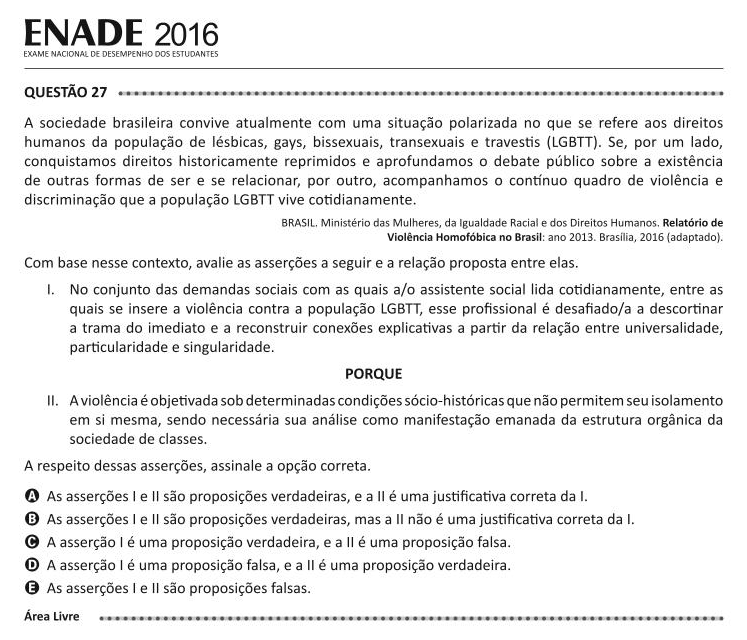 ENADE 2016
EXAME NACIONAL DE DESEMPENHO DOS ESTUDANTES
QUESTÃO 27
A sociedade brasileira convive atualmente com uma situação polarizada no que se refere aos direitos
humanos da população de lésbicas, gays, bissexuais, transexuais e travestis (LGBTT). Se, por um lado,
conquistamos direitos historicamente reprimidos e aprofundamos o debate público sobre a existência
de outras formas de ser e se relacionar, por outro, acompanhamos o contínuo quadro de violência e
discriminação que a população LGBTT vive cotidianamente.
BRASIL. Ministério das Mulheres, da Igualdade Racial e dos Direitos Humanos. Relatório de
Violência Homofóbica no Brasil: ano 2013. Brasília, 2016 (adaptado).
Com base nesse contexto, avalie as asserções a seguir e a relação proposta entre elas.
I. No conjunto das demandas sociais com as quais a/o assistente social lida cotidianamente, entre as
quais se insere a violência contra a população LGBTT, esse profissional é desafiado/a a descortinar
a trama do imediato e a reconstruir conexões explicativas a partir da relação entre universalidade,
particularidade e singularidade.
PORQUE
II. A violência é objetivada sob determinadas condições sócio-históricas que não permitem seu isolamento
em si mesma, sendo necessária sua análise como manifestação emanada da estrutura orgânica da
sociedade de classes.
A respeito dessas asserções, assinale a opção correta.
A As asserções I e II são proposições verdadeiras, e a II é uma justificativa correta da I.
B As asserções I e II são proposições verdadeiras, mas a II não é uma justificativa correta da I.
C A asserção I é uma proposição verdadeira, e a II é uma proposição falsa.
D A asserção I é uma proposição falsa, e a II é uma proposição verdadeira.
E As asserções I e II são proposições falsas.
Área Livre